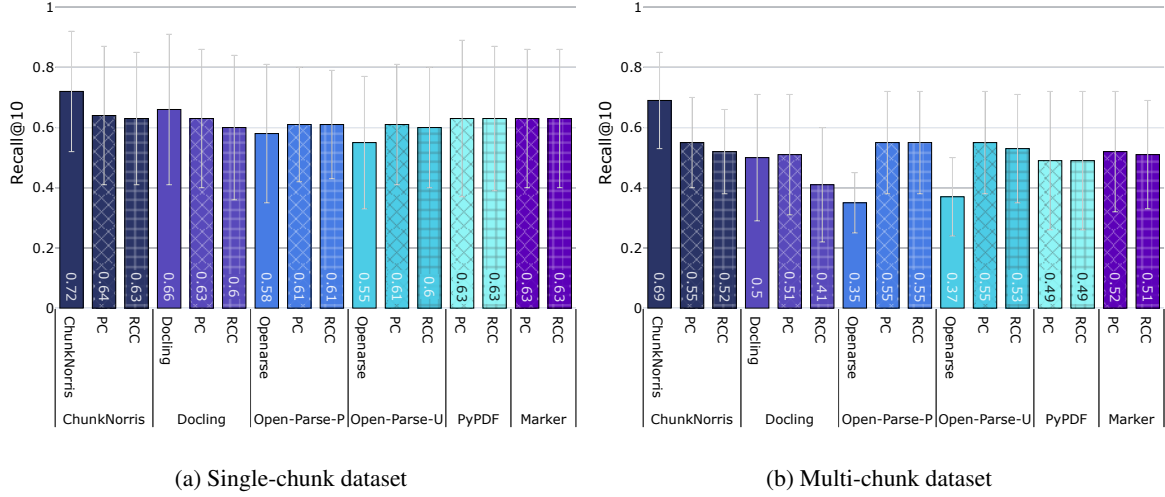 1
0.8
0.6
0.4
0.2
0
Recall@10
0.72
0.64
0.63
0.66
0.63
0.6
0.58
0.61
0.61
0.55
0.61
0.6
0.63
0.63
0.63
0.63
ChunkNorris
PC
RCC
Docling
PC
RCC
Openarse
PC
RCC
Openarse
PC
RCC
PC
RCC
PC
RCC
ChunkNorris
Docling
Open-Parse-P
Open-Parse-U
PyPDF
Marker
(a) Single-chunk dataset
1
0.8
0.6
0.4
0.2
0
Recall@10
0.69
0.55
0.52
0.5
0.51
0.41
0.35
0.55
0.55
0.37
0.55
0.53
0.49
0.49
0.52
0.51
ChunkNorris
PC
RCC
Docling
PC
RCC
Openarse
PC
RCC
Openarse
PC
RCC
PC
RCC
PC
RCC
ChunkNorris
Docling
Open-Parse-P
Open-Parse-U
PyPDF
Marker
(b) Multi-chunk dataset